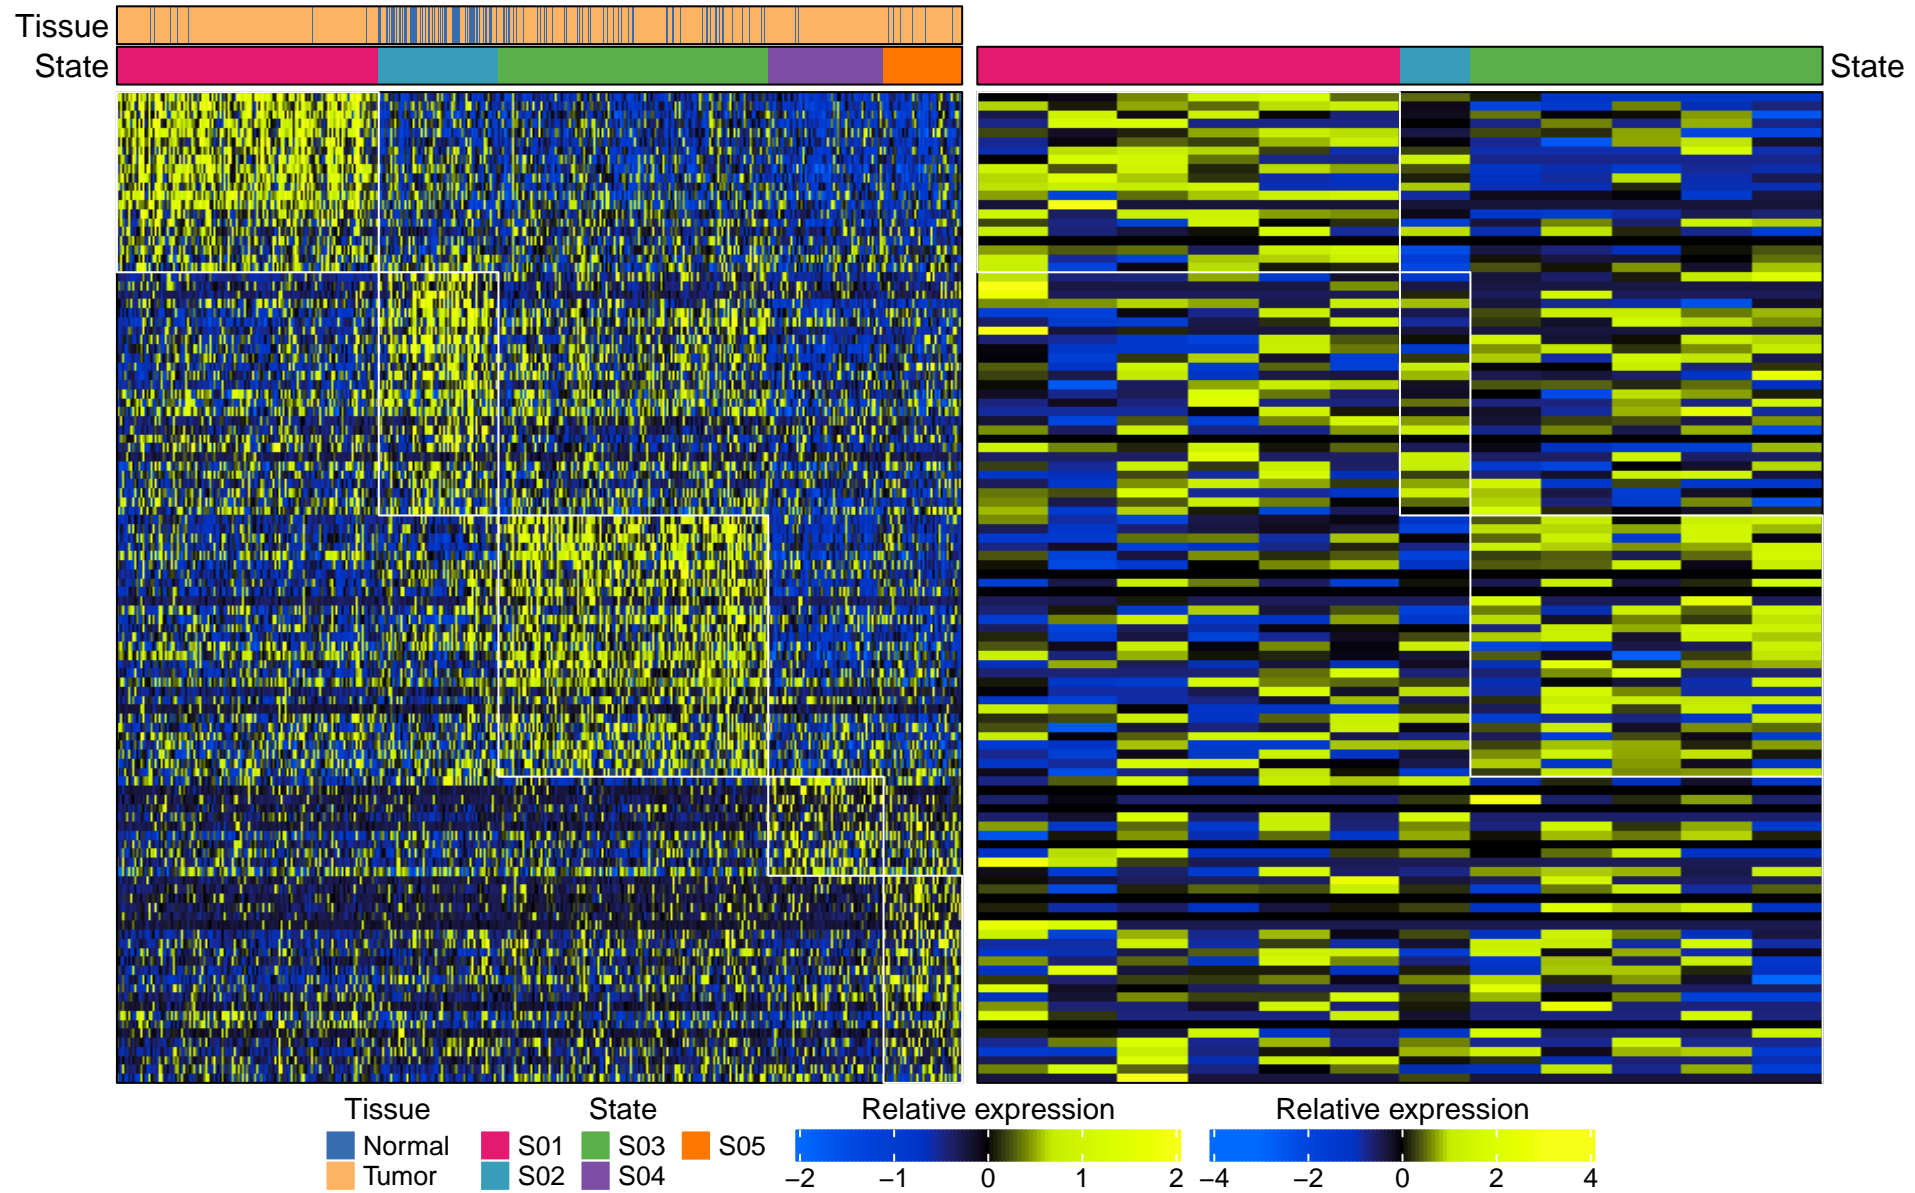 Tissue
State
State
Tissue
State
Relative expression
Relative expression
Normal
S01
S03
S05
Tumor
S02
S04
−2
−1
0
1
2
−4
−2
0
2
4